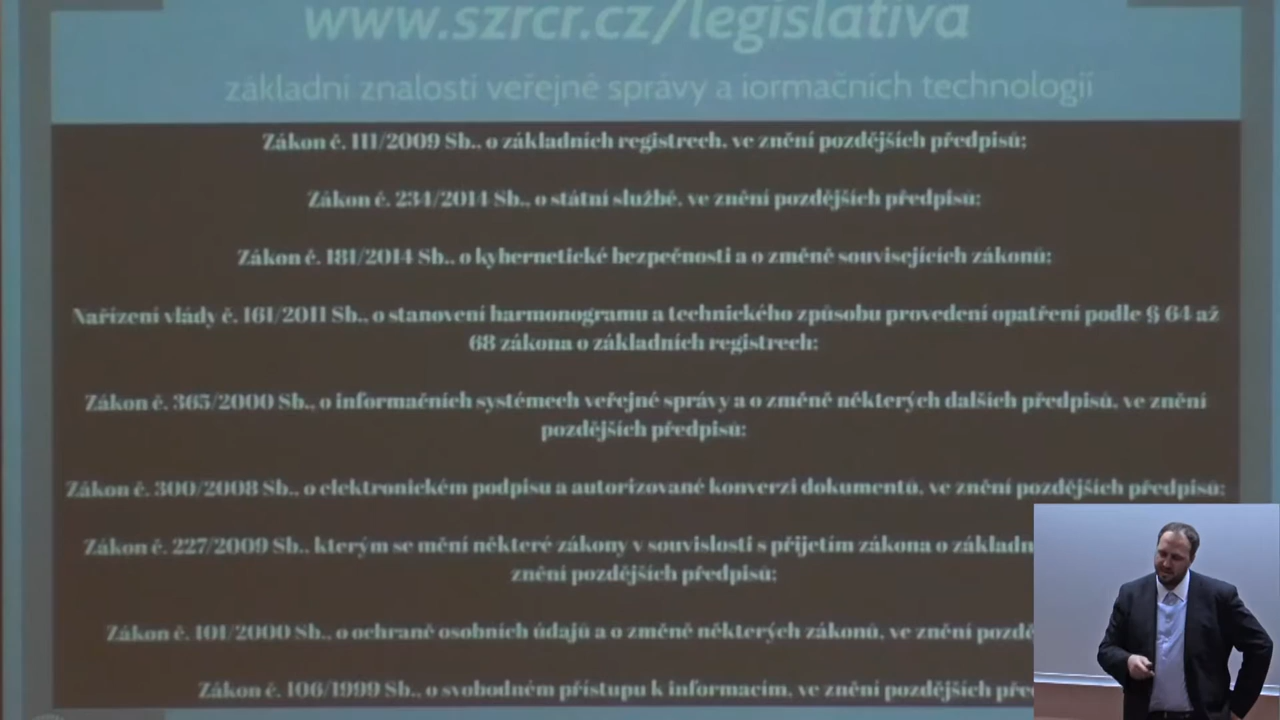 www.szrcr.cz/legislativa
základní znalosti veřejné správy a iormačních technologií
Zákon č. 111/2009 Sb., o základních registrech, ve znění pozdějších předpisů;
Zákon č. 234/2014 Sb., o státní službě, ve znění pozdějších předpisů;
Zákon č. 181/2014 Sb., o kybernetické bezpečnosti a o změně souvisejících zákonů;
Nařízení vlády č. 161/2011 Sb., o stanovení harmonogramu a technického způsobu provedení opatření podle § 64 až
68 zákona o základních registrech;
Zákon č. 365/2000 Sb., o informačních systémech veřejné správy a o změně některých dalších předpisů, ve znění
pozdějších předpisů;
Zákon č. 300/2008 Sb., o elektronickém podpisu a autorizované konverzi dokumentů, ve znění pozdějších předpisů;
Zákon č. 227/2009 Sb., kterým se mění některé zákony v souvislosti s přijetím zákona o základn
znění pozdějších předpisů;
Zákon č. 101/2000 Sb., o ochraně osobních údajů a o změně některých zákonů, ve znění pozdě
Zákon č. 106/1999 Sb., o svobodném přístupu k informacím, ve znění pozdějších pře